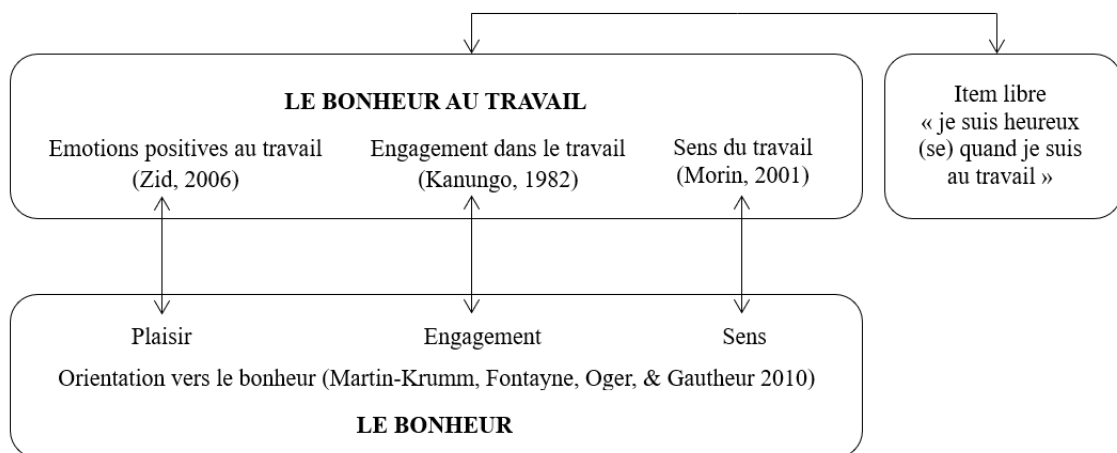 LE BONHEUR AU TRAVAIL
Emotions positives au travail
(Zid, 2006)
Engagement dans le travail
(Kanungo, 1982)
Sens du travail
(Morin, 2001)
Item libre
« je suis heureux
(se) quand je suis
au travail »
Plaisir
Engagement
Sens
Orientation vers le bonheur (Martin-Krumm, Fontayne, Oger, & Gautheur 2010)
LE BONHEUR